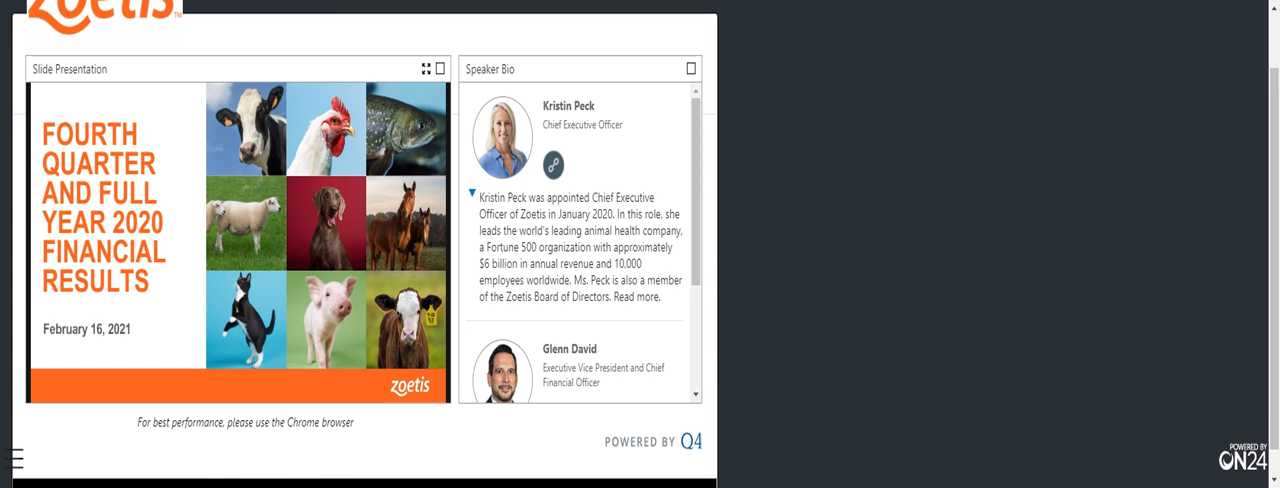 zoetis
TM
Slide Presentation
FOURTH
QUARTER
AND FULL
YEAR 2020
FINANCIAL
RESULTS
February 16, 2021
zoetis
Speaker Bio
Kristin Peck
Chief Executive Officer
Kristin Peck was appointed Chief Executive
Officer of Zoetis in January 2020. In this role, she
leads the world's leading animal health company,
a Fortune 500 organization with approximately
$6 billion in annual revenue and 10,000
employees worldwide. Ms. Peck is also a member
of the Zoetis Board of Directors. Read more.
Glenn David
Executive Vice President and Chief
Financial Officer
For best performance, please use the Chrome browser
POWERED BY Q4
POWERED BY
ON24